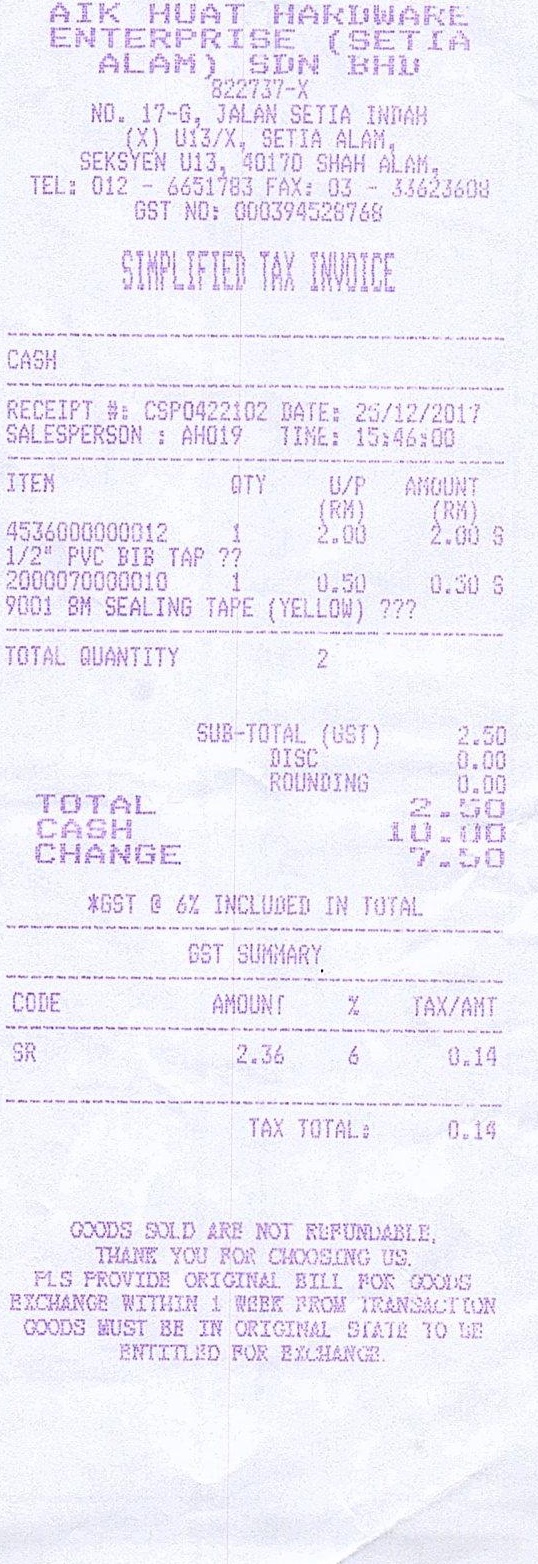 AIK HUAT HARDWARE
ENTERPRISE (SETIA
ALAM) SDN BHD
822737-X
NO. 17-G, JALAN SETIA INDAH
(X) U13/X, SETIA ALAM,
SEKSYEN U13, 40170 SHAH ALAM,
TEL: 012 - 6651783 FAX: 03 - 33623608
GST NO: 000394528768
SIMPLIFIED TAX INVOICE
CASH
RECEIPT #: CSP0422102 DATE: 25/12/2017
SALESPERSON : AH019 TIME: 15:46:00
ITEM QTY U/P AMOUNT
(RM) (RM)
4536000000012 1 2.00 2.00 S
1/2" PVC BIB TAP ??
2000070000010 1 0.50 0.50 S
9001 8M SEALING TAPE (YELLOW) ???
TOTAL QUANTITY 2
SUB-TOTAL (GST) 2.50
DISC 0.00
ROUNDING 0.00
TOTAL 2.50
CASH 10.00
CHANGE 7.50
*GST @ 6% INCLUDED IN TOTAL
GST SUMMARY
CODE AMOUNT % TAX/AMT
SR 2.36 6 0.14
TAX TOTAL: 0.14
GOODS SOLD ARE NOT REFUNDABLE,
THANK YOU FOR CHOOSING US.
PLS PROVIDE ORIGINAL BILL FOR GOODS
EXCHANGE WITHIN 1 WEEK FROM TRANSACTION
GOODS MUST BE IN ORIGINAL STATE TO BE
ENTITLED FOR EXCHANGE.